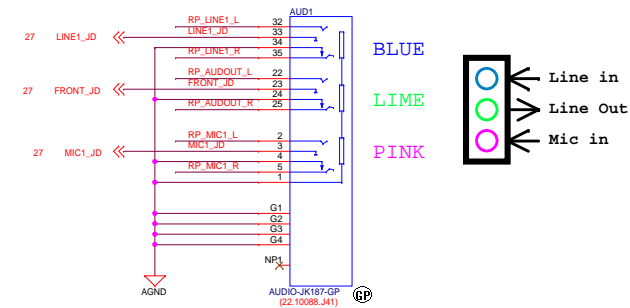 AUD1
RP_LINE1_L 32
27 LINE1_JD LINE1_JD 33
34
RP_LINE1_R 35
BLUE
RP_AUDOUT_L 22
27 FRONT_JD FRONT_JD 23
24
RP_AUDOUT_R 25
LIME
RP_MIC1_L 2
27 MIC1_JD MIC1_JD 3
4
RP_MIC1_R 5
1
PINK
Line in
Line Out
Mic in
G1
G2
G3
G4
NP1
AGND
AUDIO-JK187-GP
(22.10088.J41)
GP